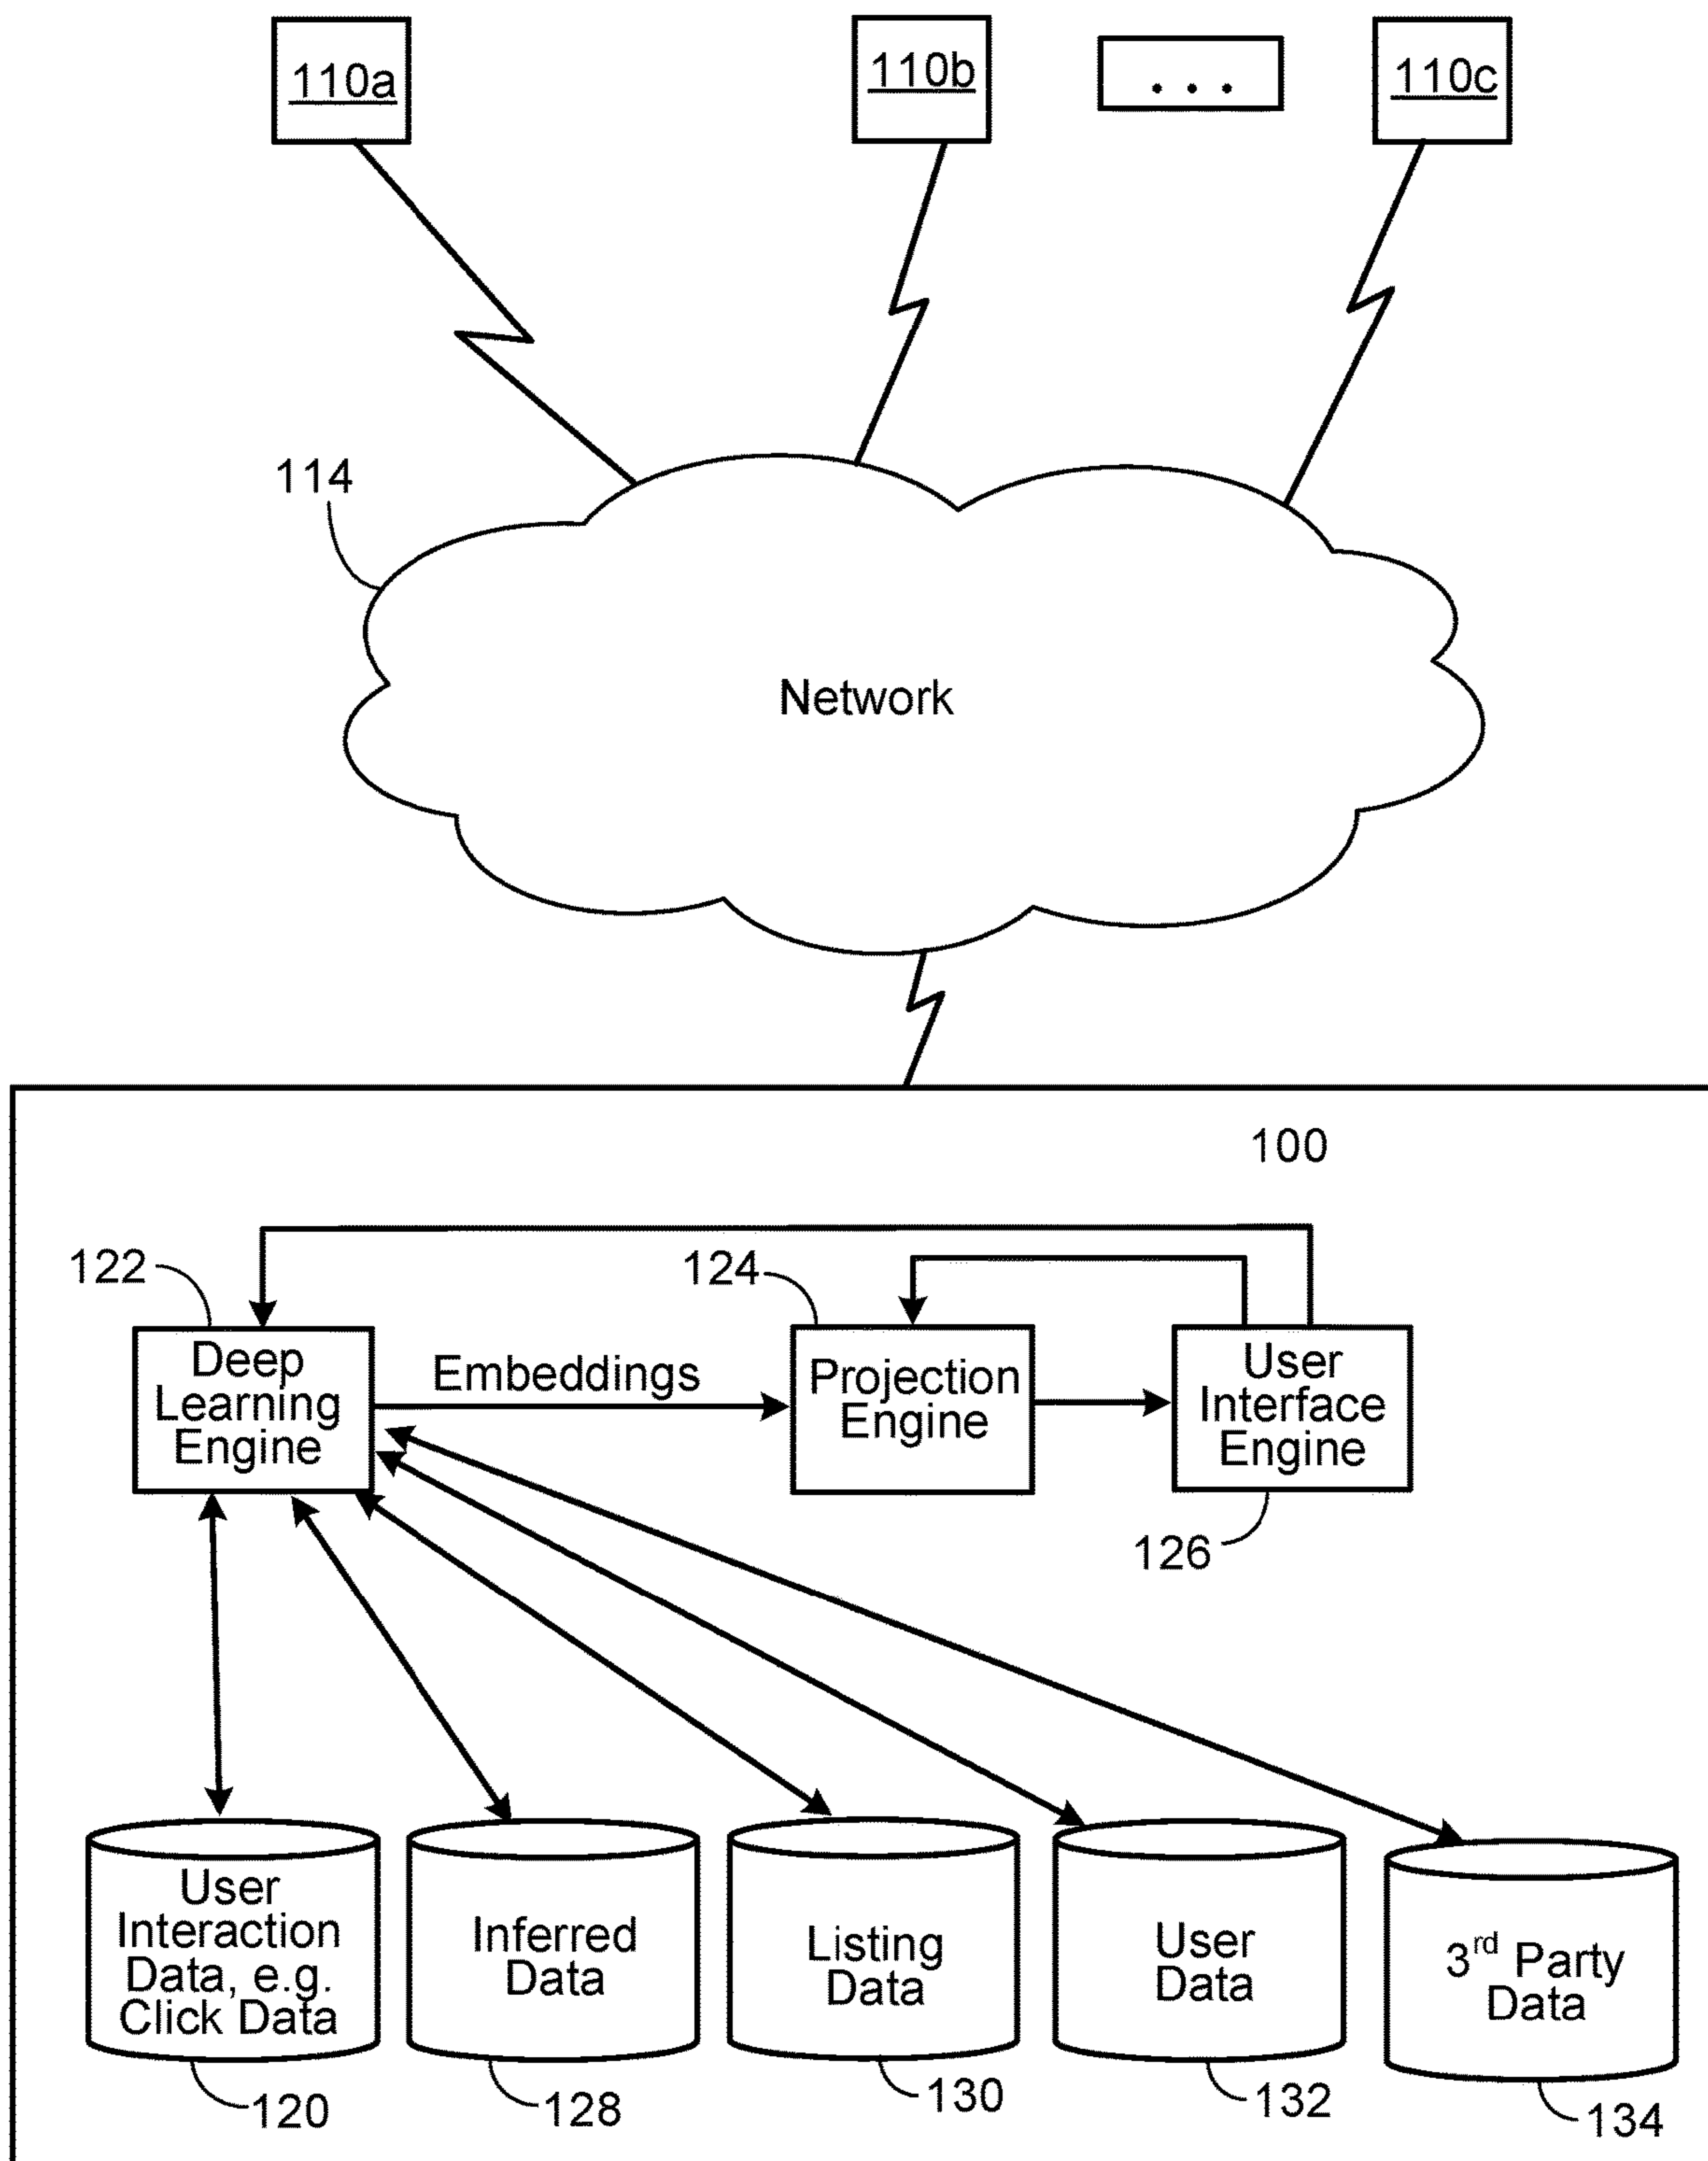 110a
110b
. . .
110c
114
Network
100
122
124
Deep
Learning
Engine
Embeddings
Projection
Engine
User
Interface
Engine
126
User
Interaction
Data, e.g.
Click Data
Inferred
Data
Listing
Data
User
Data
3rd Party
Data
120
128
130
132
134